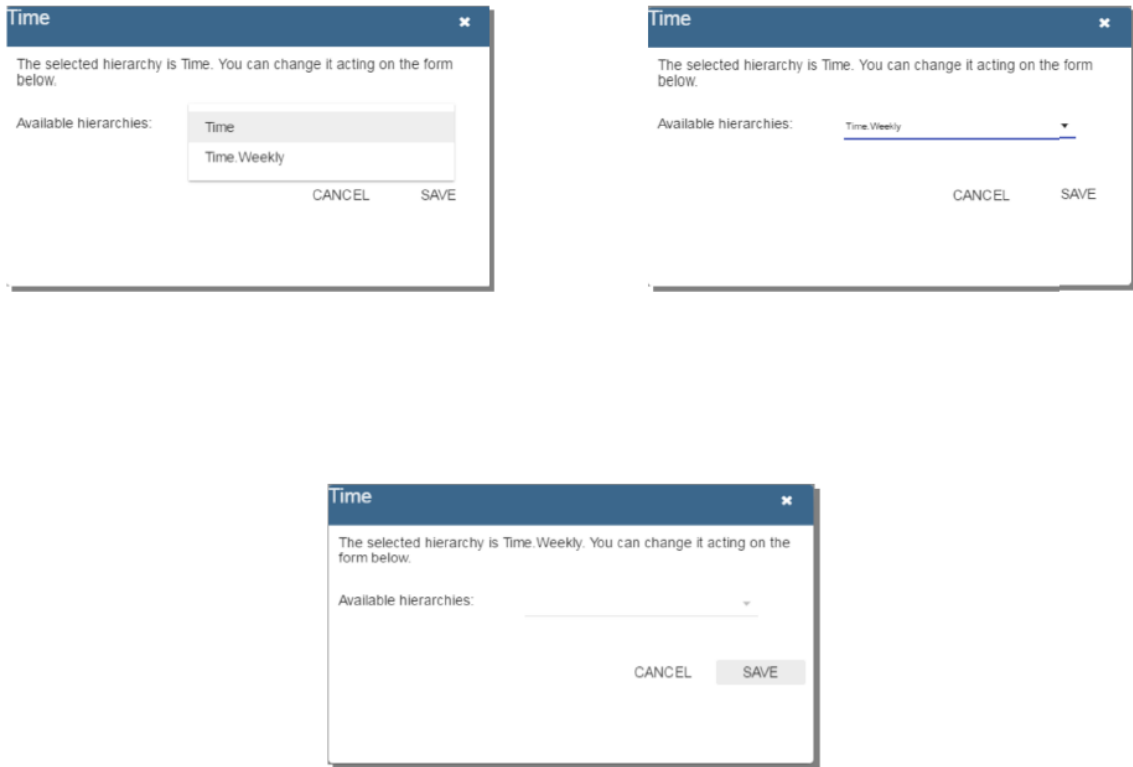 Time
The selected hierarchy is Time. You can change it acting on the form
below.
Available hierarchies:
Time
Time.Weekly
CANCEL SAVE
Time
The selected hierarchy is Time. You can change it acting on the form
below.
Available hierarchies:
Time.Weekly
CANCEL SAVE
Time
The selected hierarchy is Time.Weekly. You can change it acting on the
form below.
Available hierarchies:
CANCEL SAVE